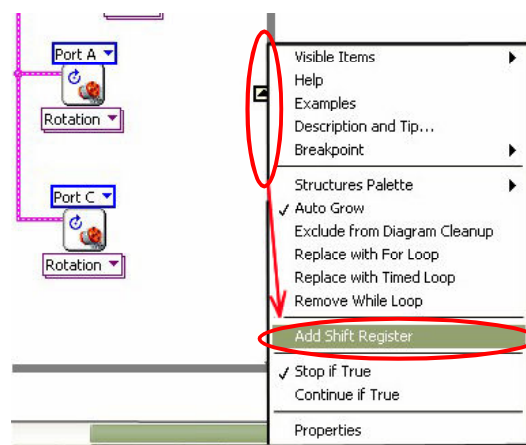 Port A
Rotation
Port C
Rotation
Visible Items
Help
Examples
Description and Tip...
Breakpoint
Structures Palette
Auto Grow
Exclude from Diagram Cleanup
Replace with For Loop
Replace with Timed Loop
Remove While Loop
Add Shift Register
Stop if True
Continue if True
Properties